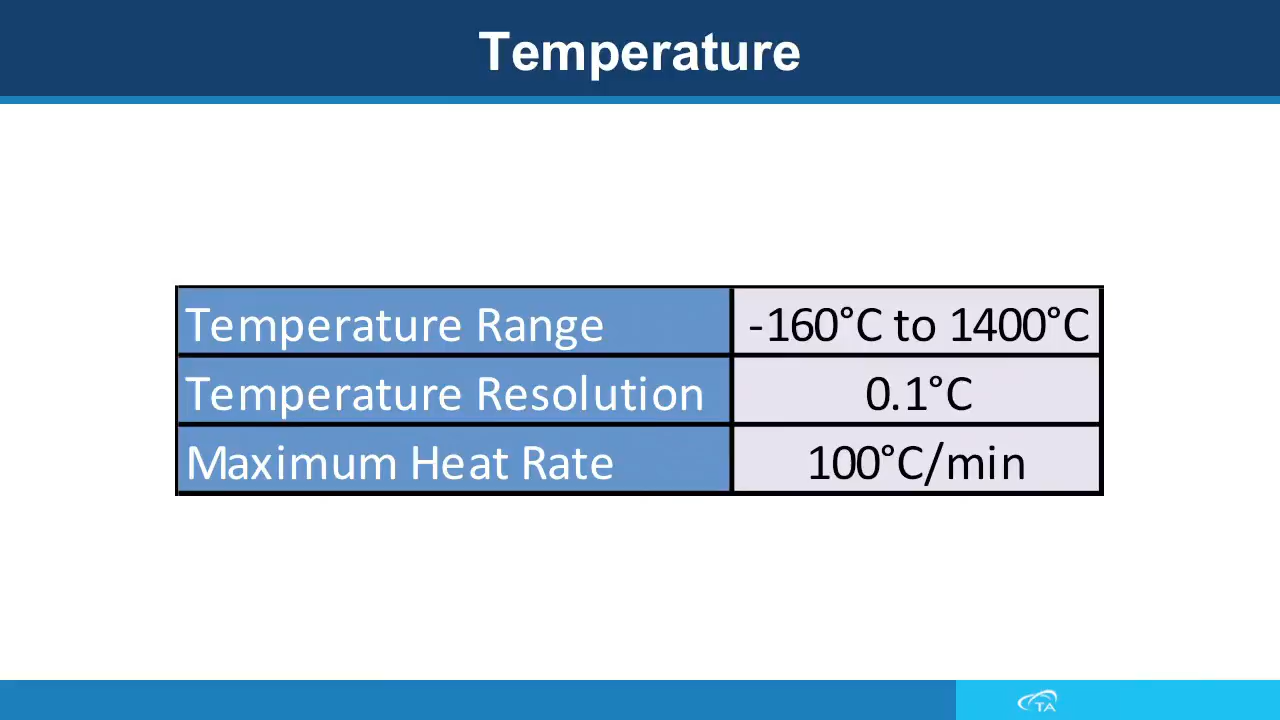 Temperature
Temperature Range -160°C to 1400°C
Temperature Resolution 0.1°C
Maximum Heat Rate 100°C/min
TA